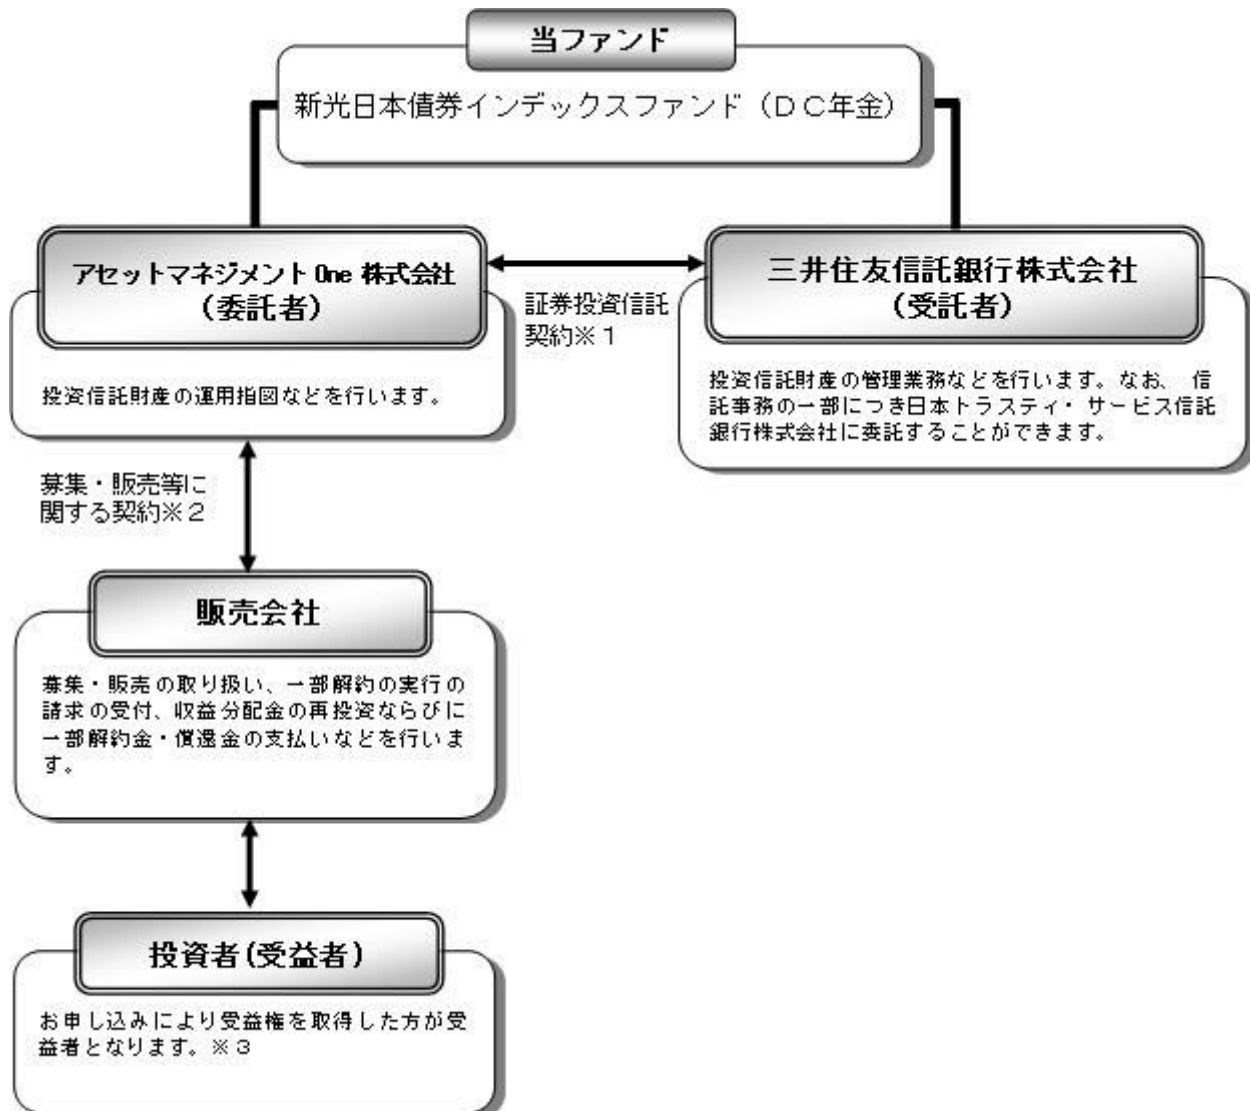 当ファンド
新光日本債券インデックスファンド（ＤＣ年金）
アセットマネジメント One 株式会社
（委託者）
投資信託財産の運用指図などを行います。
証券投資信託
契約※１
三井住友信託銀行株式会社
(受託者)
投資信託財産の管理業務などを行います。なお、 信
託事務の一部につき日本トラスティ・ サービス信託
銀行株式会社に委託することができます。
募集・販売等に
関する契約※２
販売会社
募集・販売の取り扱い、一部解約の実行の
請求の受付、収益分配金の再投資ならびに
一部解約金・償還金の支払いなどを行いま
す。
投資者(受益者)
お申し込みにより受益権を取得した方が受
益者となります。※３